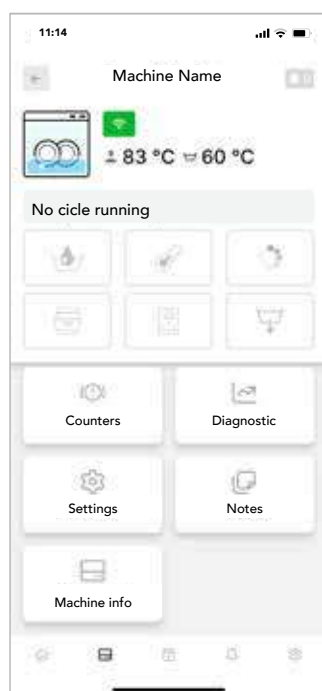 11:14
Machine Name
83 °C 60 °C
No cicle running
Counters Diagnostic
Settings Notes
Machine info